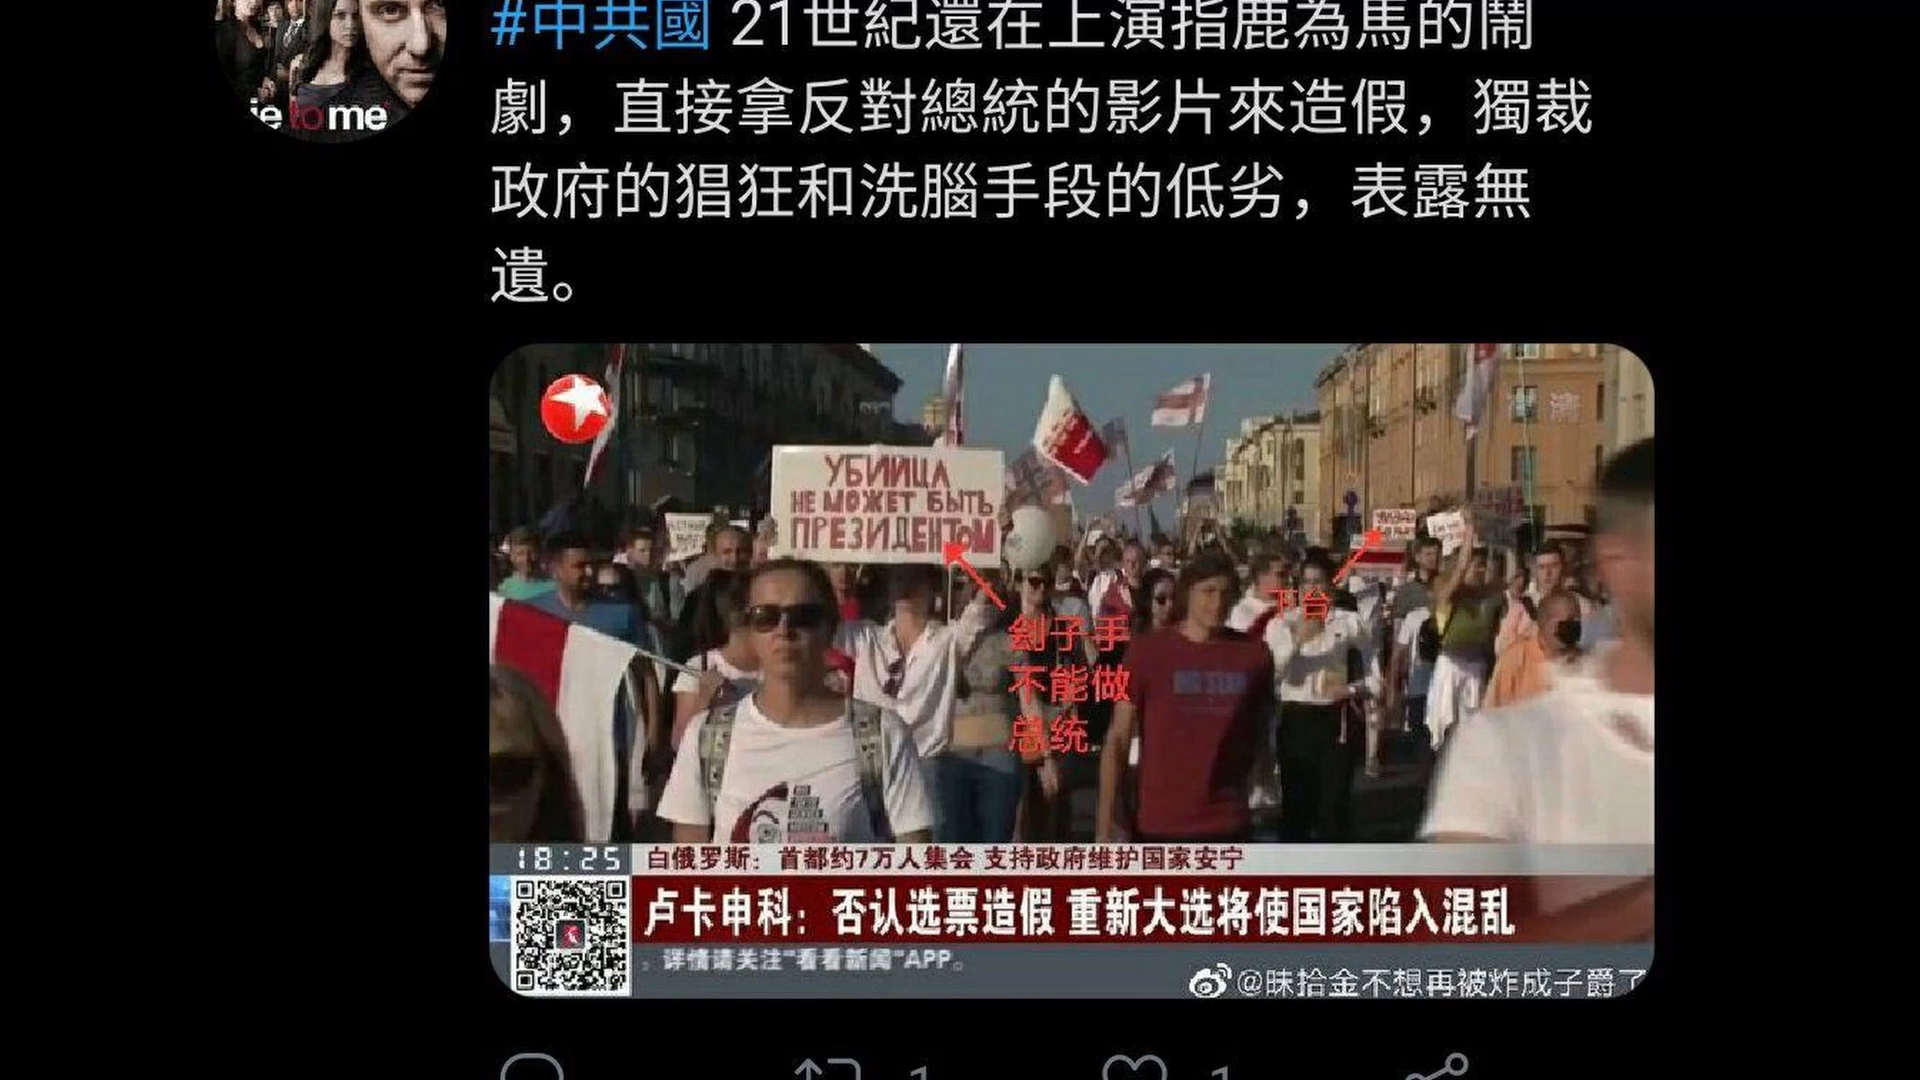 #中共國 21世紀還在上演指鹿為馬的鬧
劇，直接拿反對總統的影片來造假，獨裁
政府的猖狂和洗腦手段的低劣，表露無
遺。
ie to me
УБИЙЦА
НЕ МОЖЕТ БЫТЬ
ПРЕЗИДЕНТОМ
下台
刽子手
不能做
总统
18:25
白俄罗斯：首都约7万人集会 支持政府维护国家安宁
卢卡申科：否认选票造假 重新大选将使国家陷入混乱
详情请关注"看看新闻"APP。
@昧拾金不想再被炸成子爵了
1
1